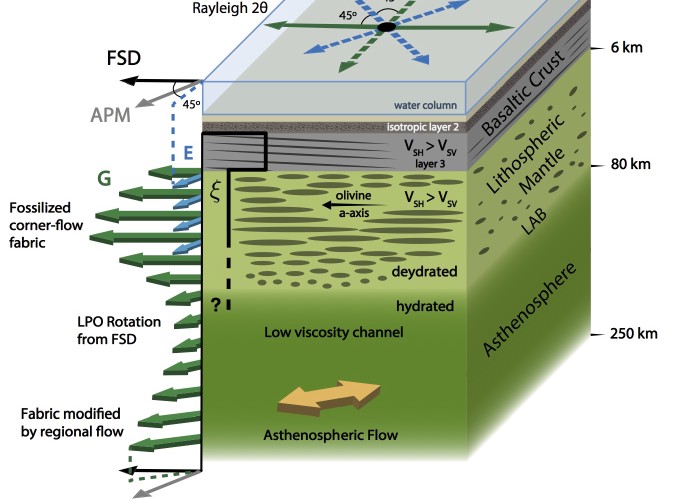 Rayleigh 2θ
45º
FSD
APM
45º
6 km
water column
isotropic layer 2
Basaltic Crust
V_SH > V_SV
layer 3
E
G
ξ
olivine
a-axis
V_SH > V_SV
80 km
Lithospheric
Mantle
LAB
Fossilized
corner-flow
fabric
deydrated
?
hydrated
LPO Rotation
from FSD
Low viscosity channel
Asthenosphere
250 km
Fabric modified
by regional flow
Asthenospheric Flow